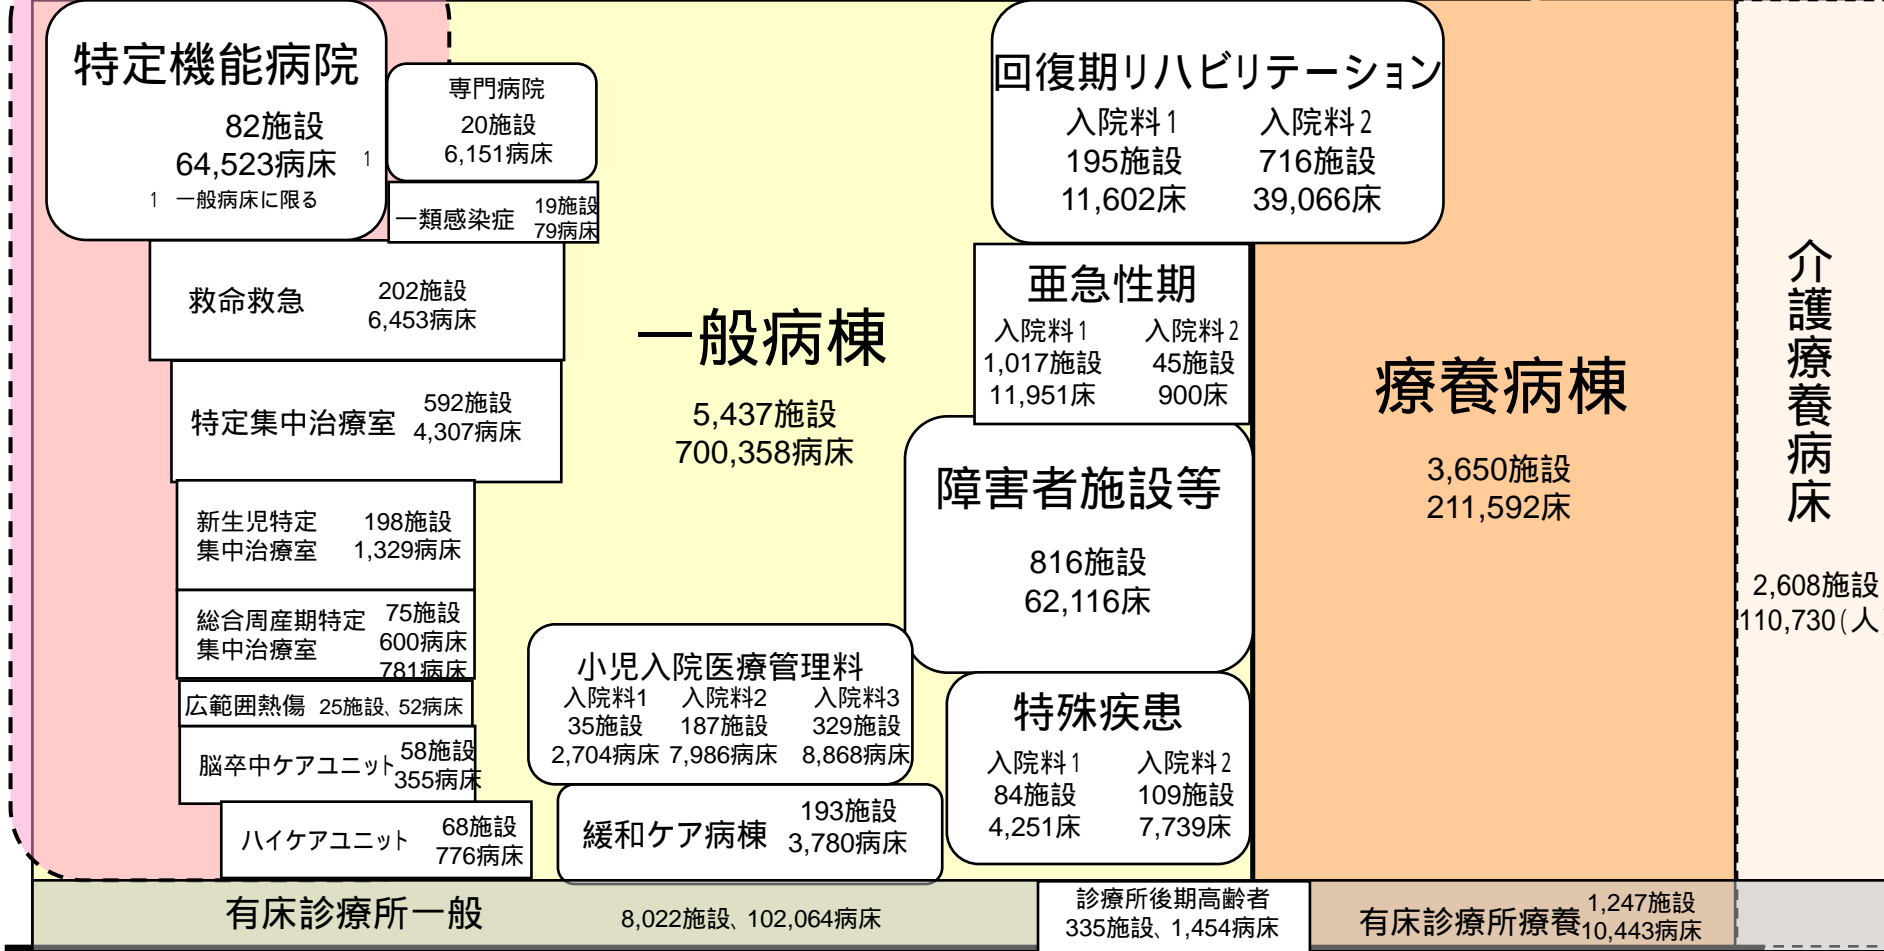 特定機能病院
82施設
64,523病床 1
1 一般病床に限る
専門病院
20施設
6,151病床
一類感染症 19施設
79病床
救命救急 202施設
6,453病床
特定集中治療室 592施設
4,307病床
新生児特定 198施設
集中治療室 1,329病床
総合周産期特定 75施設
集中治療室 600病床
781病床
広範囲熱傷 25施設、52病床
脳卒中ケアユニット 58施設
355病床
ハイケアユニット 68施設
776病床
一般病棟
5,437施設
700,358病床
小児入院医療管理料
入院料1 入院料2 入院料3
35施設 187施設 329施設
2,704病床 7,986病床 8,868病床
緩和ケア病棟 193施設
3,780病床
回復期リハビリテーション
入院料1 入院料2
195施設 716施設
11,602床 39,066床
亜急性期
入院料1 入院料2
1,017施設 45施設
11,951床 900床
障害者施設等
816施設
62,116床
特殊疾患
入院料1 入院料2
84施設 109施設
4,251床 7,739床
療養病棟
3,650施設
211,592床
介護療養病床
2,608施設
110,730(人
有床診療所一般 8,022施設、102,064病床
診療所後期高齢者
335施設、1,454病床
有床診療所療養 1,247施設
10,443病床